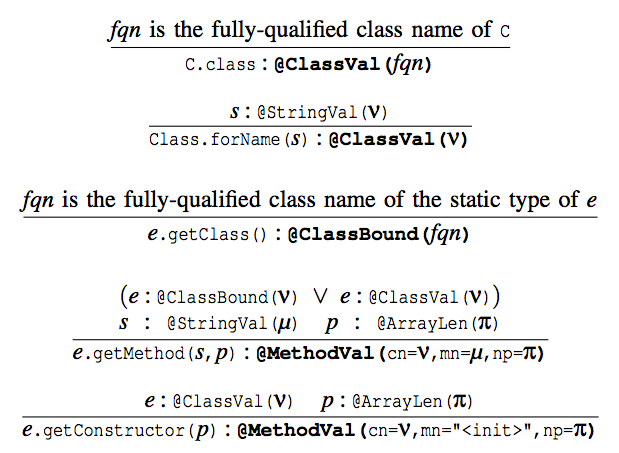 fqn is the fully-qualified class name of C
C.class : @ClassVal(fqn)
s : @StringVal(ν)
Class.forName(s) : @ClassVal(ν)
fqn is the fully-qualified class name of the static type of e
e.getClass() : @ClassBound(fqn)
(e : @ClassBound(ν) ∨ e : @ClassVal(ν))
s : @StringVal(μ) p : @ArrayLen(π)
e.getMethod(s,p) : @MethodVal(cn=ν,mn=μ,np=π)
e : @ClassVal(ν) p : @ArrayLen(π)
e.getConstructor(p) : @MethodVal(cn=ν,mn="<init>",np=π)